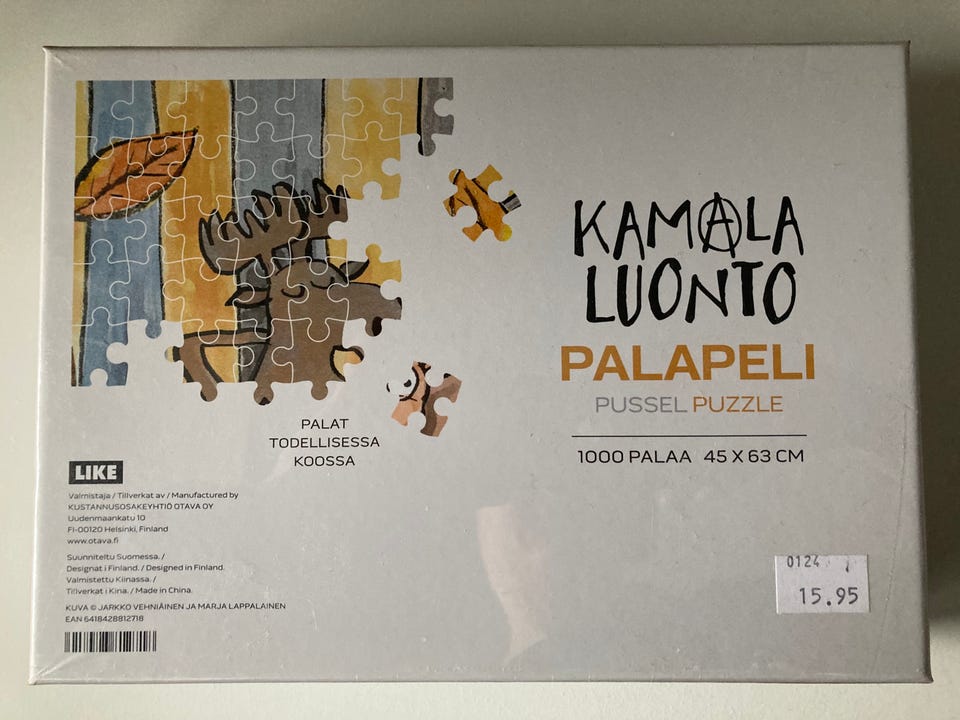 KAMALA
LUONTO
PALAPELI
PUSSEL PUZZLE
1000 PALAA 45 X 63 CM
PALAT
TODELLISESSA
KOOSSA
LIKE
Valmistaja / Tillverkat av / Manufactured by
KUSTANNUSOSAKEYHTIÖ OTAVA OY
Uudenmaankatu 10
FI-00120 Helsinki, Finland
www.otava.fi
Suunniteltu Suomessa. /
Designat i Finland. / Designed in Finland.
Valmistettu Kiinassa. /
Tillverkat i Kina. / Made in China.
KUVA © JARKKO VEHNIÄINEN JA MARJA LAPPALAINEN
EAN 6418428812718
0124
15.95